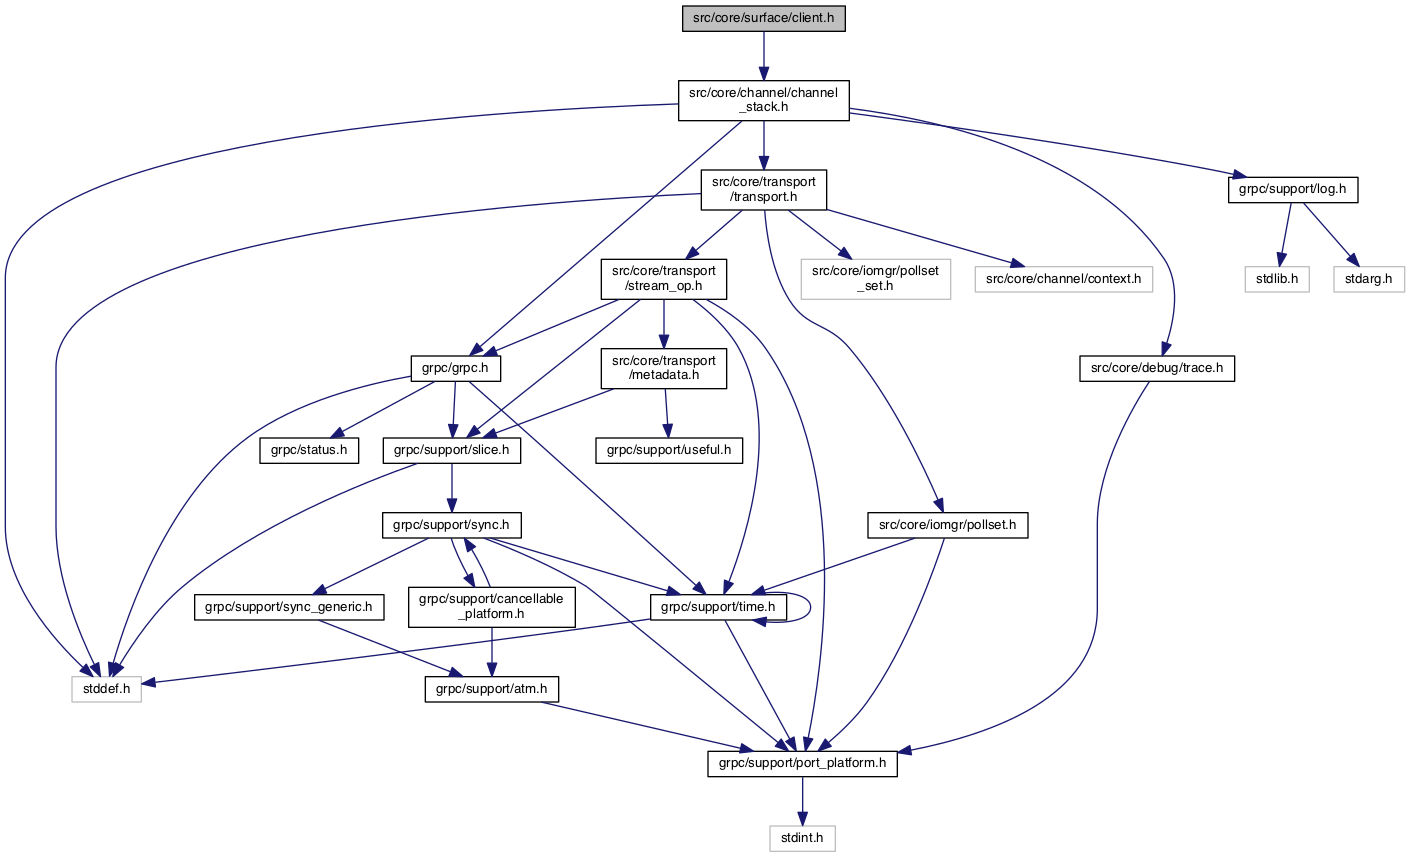 src/core/surface/client.h
src/core/channel/channel
_stack.h
src/core/transport
/transport.h
grpc/support/log.h
src/core/transport
/stream_op.h
src/core/iomgr/pollset
_set.h
src/core/channel/context.h
stdlib.h
stdarg.h
grpc/grpc.h
src/core/transport
/metadata.h
src/core/debug/trace.h
grpc/status.h
grpc/support/slice.h
grpc/support/useful.h
grpc/support/sync.h
src/core/iomgr/pollset.h
grpc/support/sync_generic.h
grpc/support/cancellable
_platform.h
grpc/support/time.h
stddef.h
grpc/support/atm.h
grpc/support/port_platform.h
stdint.h